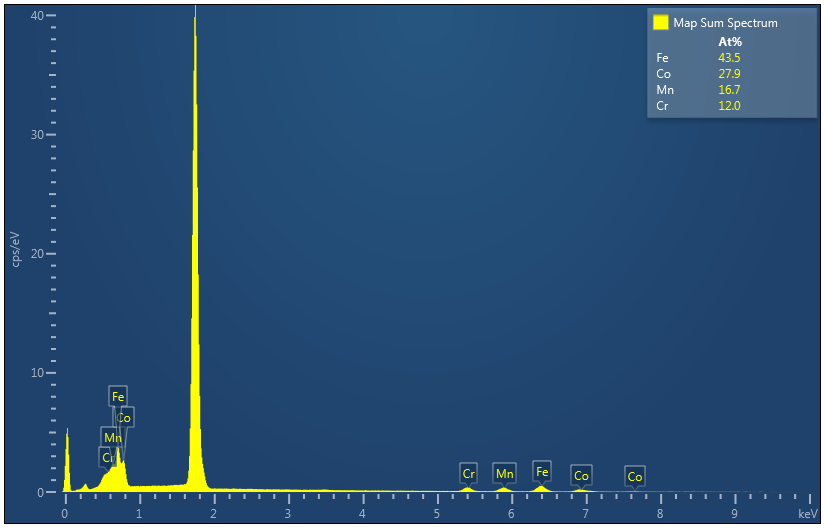 40
Map Sum Spectrum
At%
Fe 43.5
Co 27.9
Mn 16.7
Cr 12.0
30
cps/eV
20
10
Fe
Co
Mn
Cr
Cr Mn Fe Co Co
0
0 1 2 3 4 5 6 7 8 9 keV